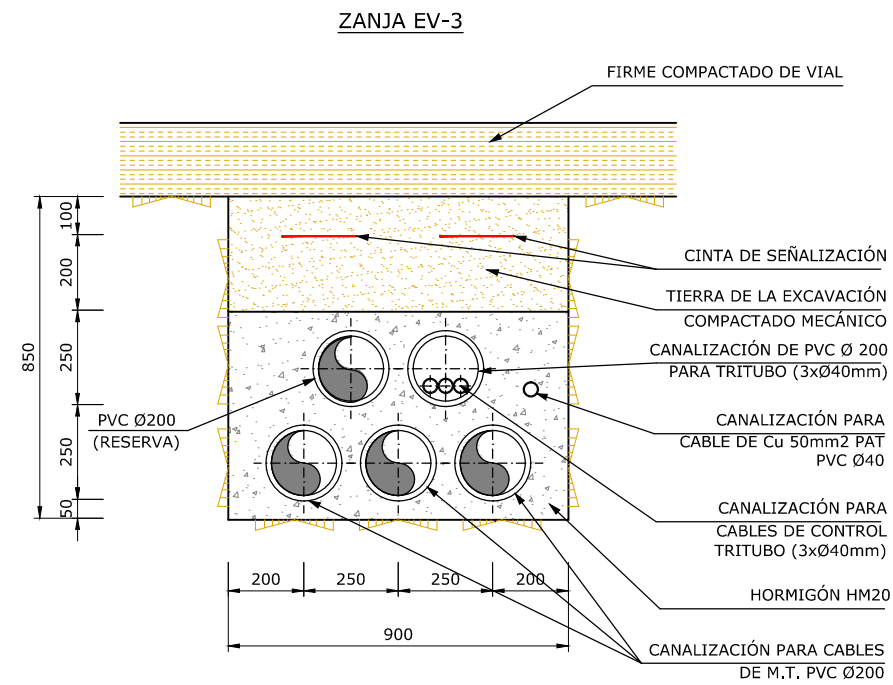 ZANJA EV-3
FIRME COMPACTADO DE VIAL
100
200
250
250
50
850
CINTA DE SEÑALIZACIÓN
TIERRA DE LA EXCAVACIÓN
COMPACTADO MECÁNICO
CANALIZACIÓN DE PVC Ø 200
PARA TRITUBO (3xØ40mm)
PVC Ø200
(RESERVA)
CANALIZACIÓN PARA
CABLE DE Cu 50mm2 PAT
PVC Ø40
CANALIZACIÓN PARA
CABLES DE CONTROL
TRITUBO (3xØ40mm)
HORMIGÓN HM20
CANALIZACIÓN PARA CABLES
DE M.T. PVC Ø200
200
250
250
200
900